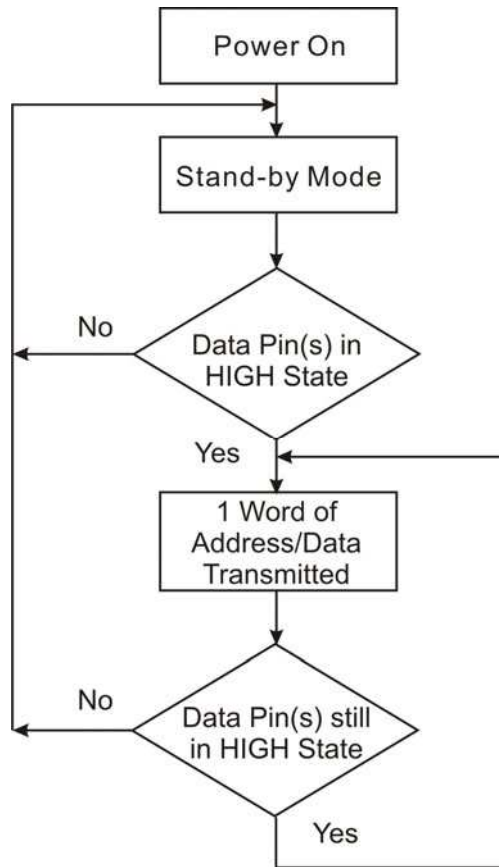 Power On
Stand-by Mode
No
Data Pin(s) in
HIGH State
Yes
1 Word of
Address/Data
Transmitted
No
Data Pin(s) still
in HIGH State
Yes